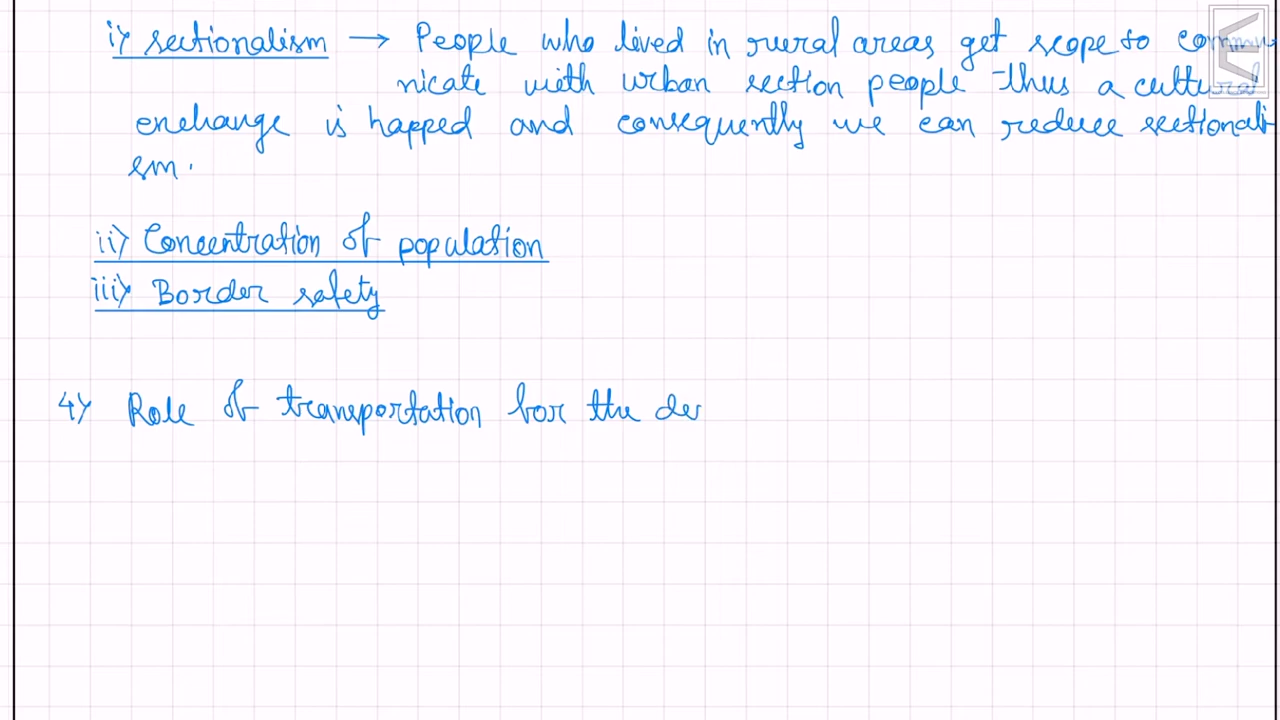 i) sectionalism → People who lived in rural areas get scope to commu-
nicate with urban section people thus a cultural
exchange is happed and consequently we can reduce sectionali-
sm.
ii) Concentration of population
iii) Border safety
4) Role of transportation for the de